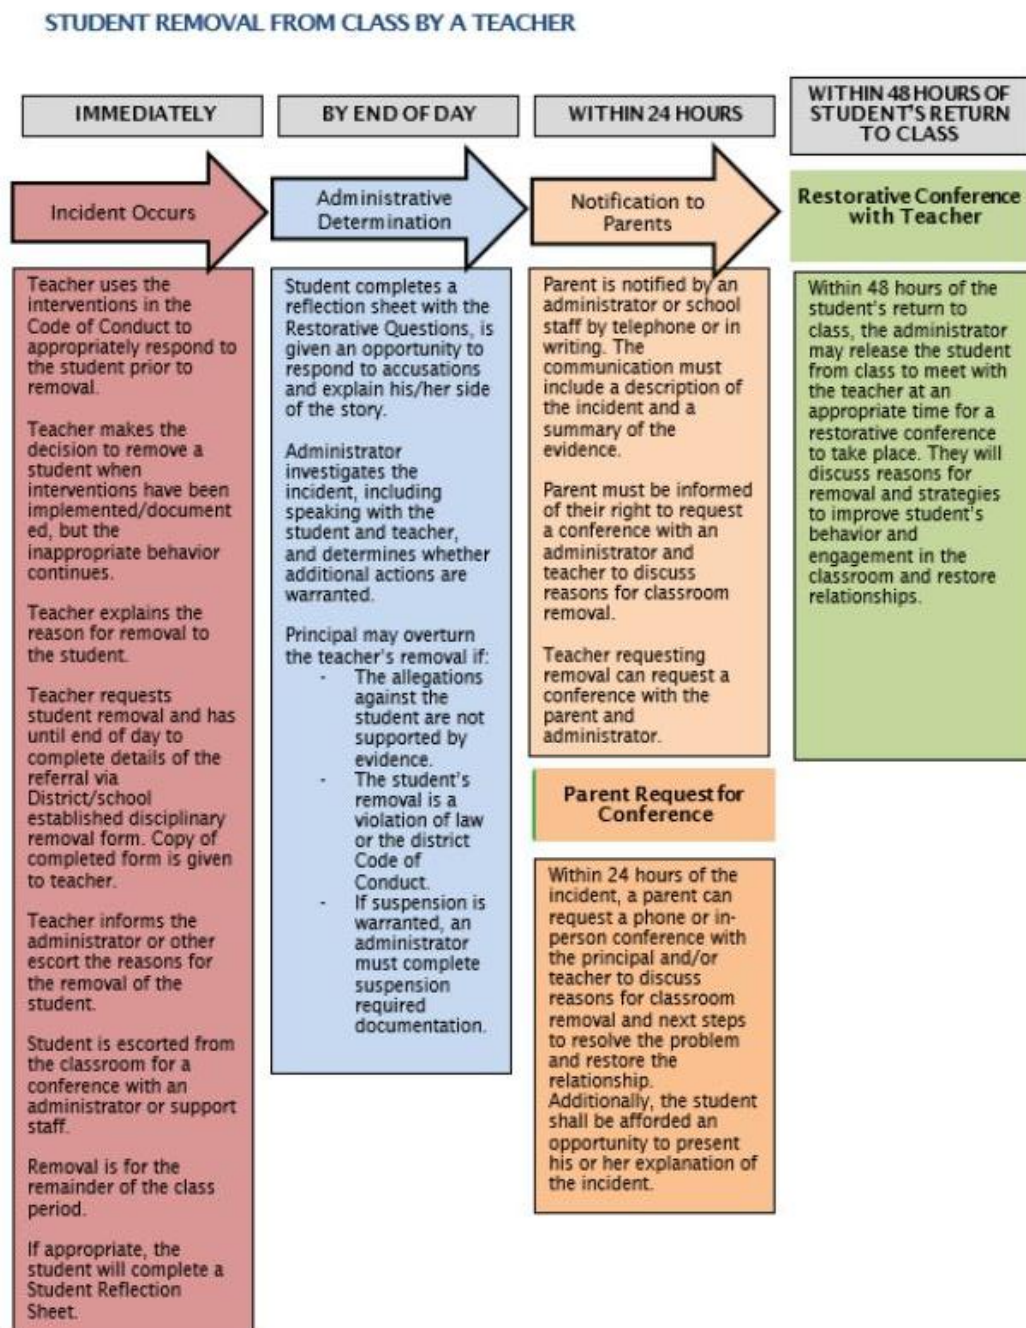 STUDENT REMOVAL FROM CLASS BY A TEACHER
IMMEDIATELY
Incident Occurs
Teacher uses the
interventions in the
Code of Conduct to
appropriately respond to
the student prior to
removal.
Teacher makes the
decision to remove a
student when
interventions have been
implemented/document
ed, but the
inappropriate behavior
continues.
Teacher explains the
reason for removal to
the student.
Teacher requests
student removal and has
until end of day to
complete details of the
referral via
District/school
established disciplinary
removal form. Copy of
completed form is given
to teacher.
Teacher informs the
administrator or other
escort the reasons for
the removal of the
student.
Student is escorted from
the classroom for a
conference with an
administrator or support
staff.
Removal is for the
remainder of the class
period.
If appropriate, the
student will complete a
Student Reflection
Sheet.
BY END OF DAY
Administrative
Determination
Student completes a
reflection sheet with the
Restorative Questions, is
given an opportunity to
respond to accusations
and explain his/her side
of the story.
Administrator
investigates the
incident, including
speaking with the
student and teacher,
and determines whether
additional actions are
warranted.
Principal may overturn
the teacher's removal if:
- The allegations
against the
student are not
supported by
evidence.
- The student's
removal is a
violation of law
or the district
Code of
Conduct.
- If suspension is
warranted, an
administrator
must complete
suspension
required
documentation.
WITHIN 24 HOURS
Notification to
Parents
Parent is notified by an
administrator or school
staff by telephone or in
writing. The
communication must
include a description of
the incident and a
summary of the
evidence.
Parent must be informed
of their right to request
a conference with an
administrator and
teacher to discuss
reasons for classroom
removal.
Teacher requesting
removal can request a
conference with the
parent and
administrator.
Parent Request for
Conference
Within 24 hours of the
incident, a parent can
request a phone or in-
person conference with
the principal and/or
teacher to discuss
reasons for classroom
removal and next steps
to resolve the problem
and restore the
relationship.
Additionally, the student
shall be afforded an
opportunity to present
his or her explanation of
the incident.
WITHIN 48 HOURS OF
STUDENT'S RETURN
TO CLASS
Restorative Conference
with Teacher
Within 48 hours of the
student's return to
class, the administrator
may release the student
from class to meet with
the teacher at an
appropriate time for a
restorative conference
to take place. They will
discuss reasons for
removal and strategies
to improve student's
behavior and
engagement in the
classroom and restore
relationships.